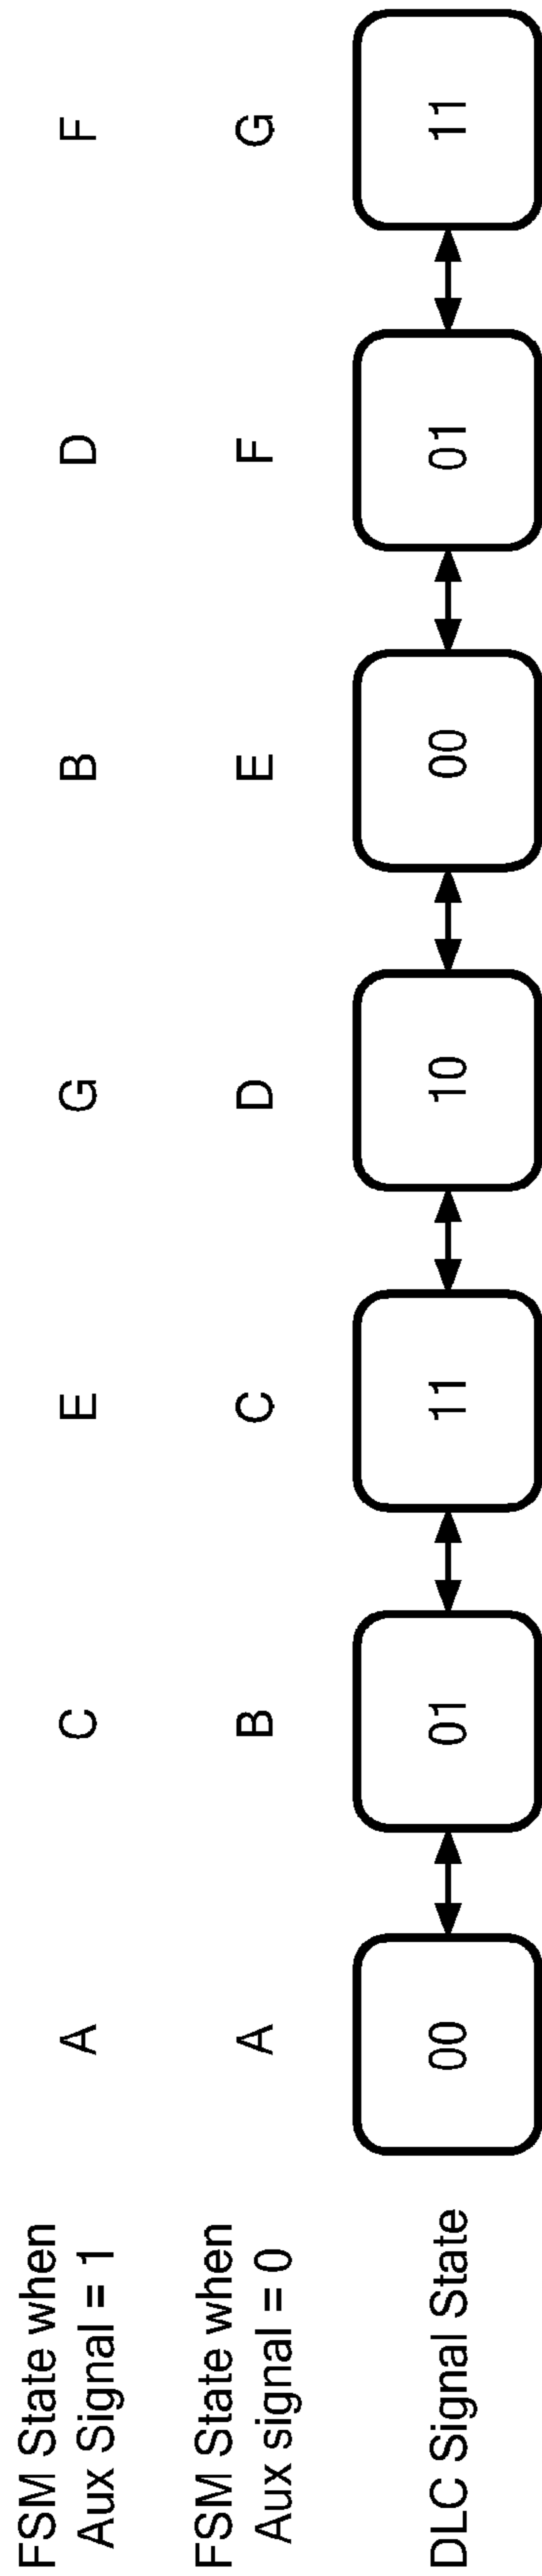 FSM State when
Aux Signal = 1
A C E G B D F
FSM State when
Aux signal = 0
A B C D E F G
DLC Signal State
00 01 11 10 00 01 11